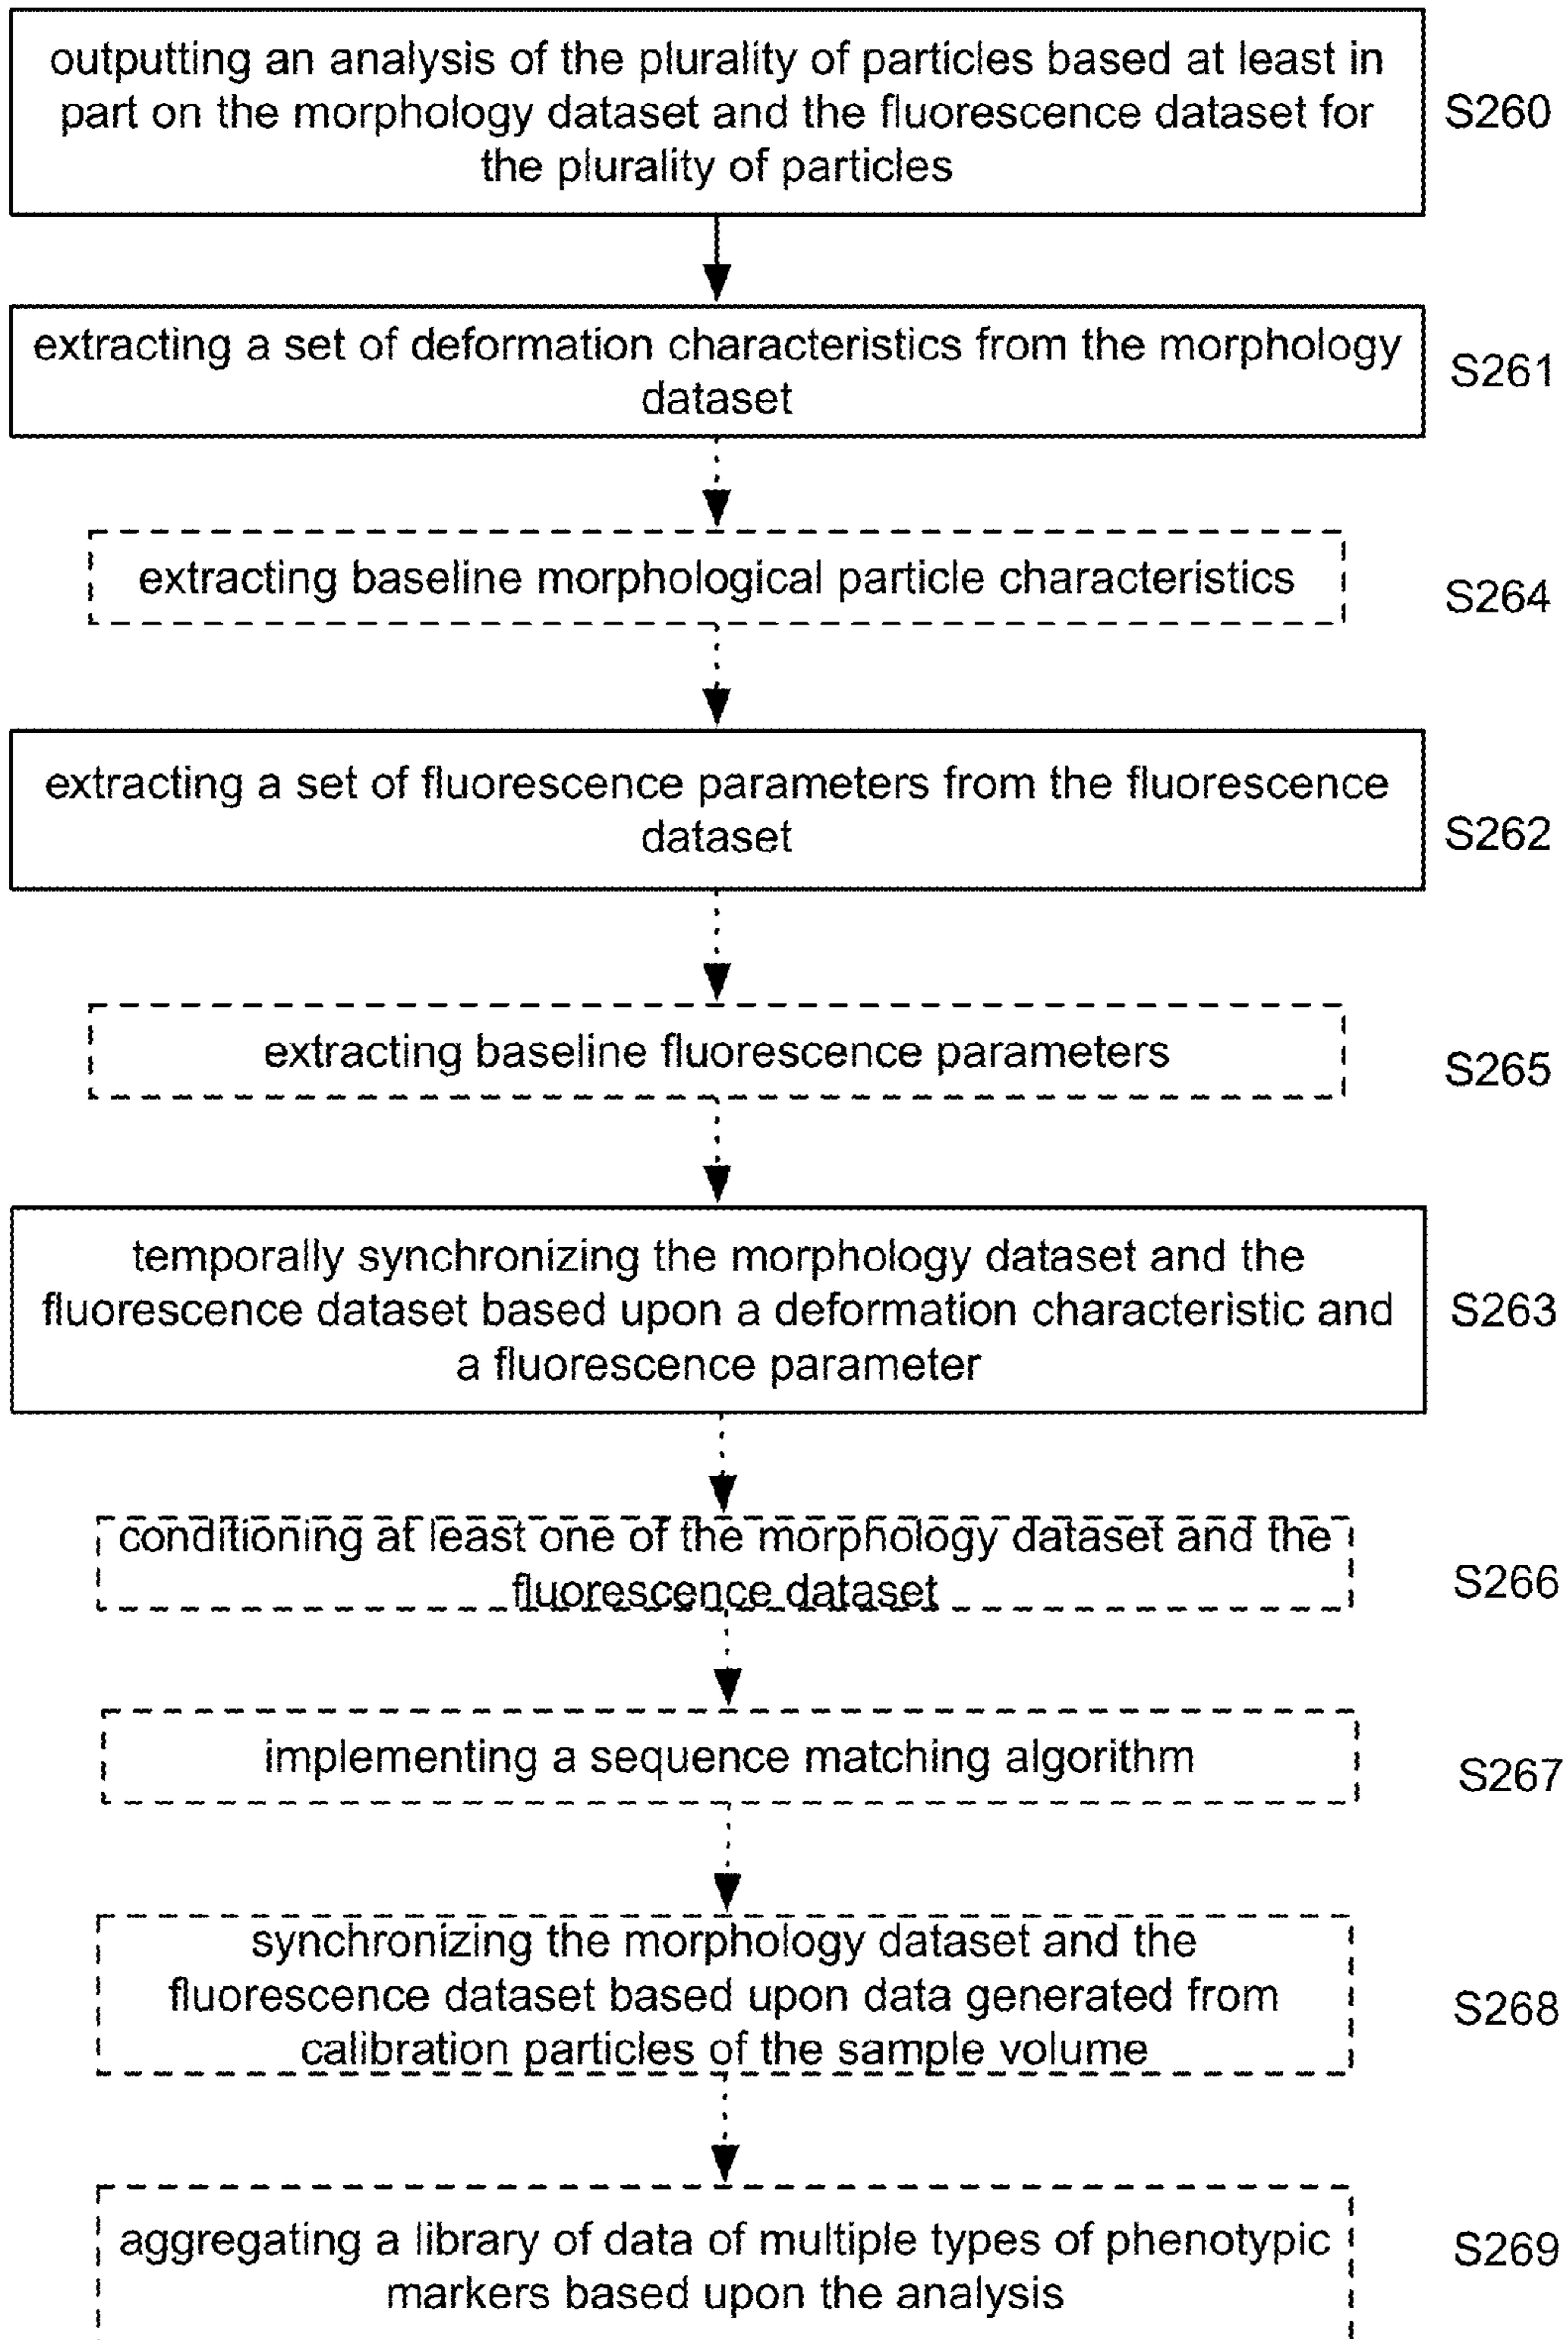 outputting an analysis of the plurality of particles based at least in
part on the morphology dataset and the fluorescence dataset for
the plurality of particles
S260
extracting a set of deformation characteristics from the morphology
dataset
S261
extracting baseline morphological particle characteristics
S264
extracting a set of fluorescence parameters from the fluorescence
dataset
S262
extracting baseline fluorescence parameters
S265
temporally synchronizing the morphology dataset and the
fluorescence dataset based upon a deformation characteristic and
a fluorescence parameter
S263
conditioning at least one of the morphology dataset and the
fluorescence dataset
S266
implementing a sequence matching algorithm
S267
synchronizing the morphology dataset and the
fluorescence dataset based upon data generated from
calibration particles of the sample volume
S268
aggregating a library of data of multiple types of phenotypic
markers based upon the analysis
S269